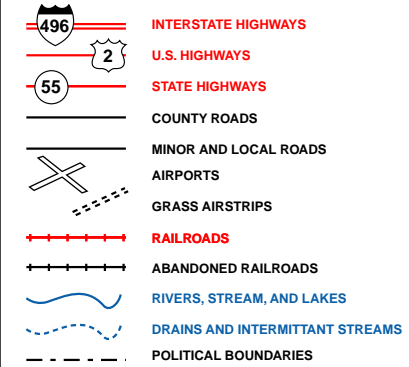 496 INTERSTATE HIGHWAYS
2 U.S. HIGHWAYS
55 STATE HIGHWAYS
COUNTY ROADS
MINOR AND LOCAL ROADS
AIRPORTS
GRASS AIRSTRIPS
RAILROADS
ABANDONED RAILROADS
RIVERS, STREAM, AND LAKES
DRAINS AND INTERMITTANT STREAMS
POLITICAL BOUNDARIES